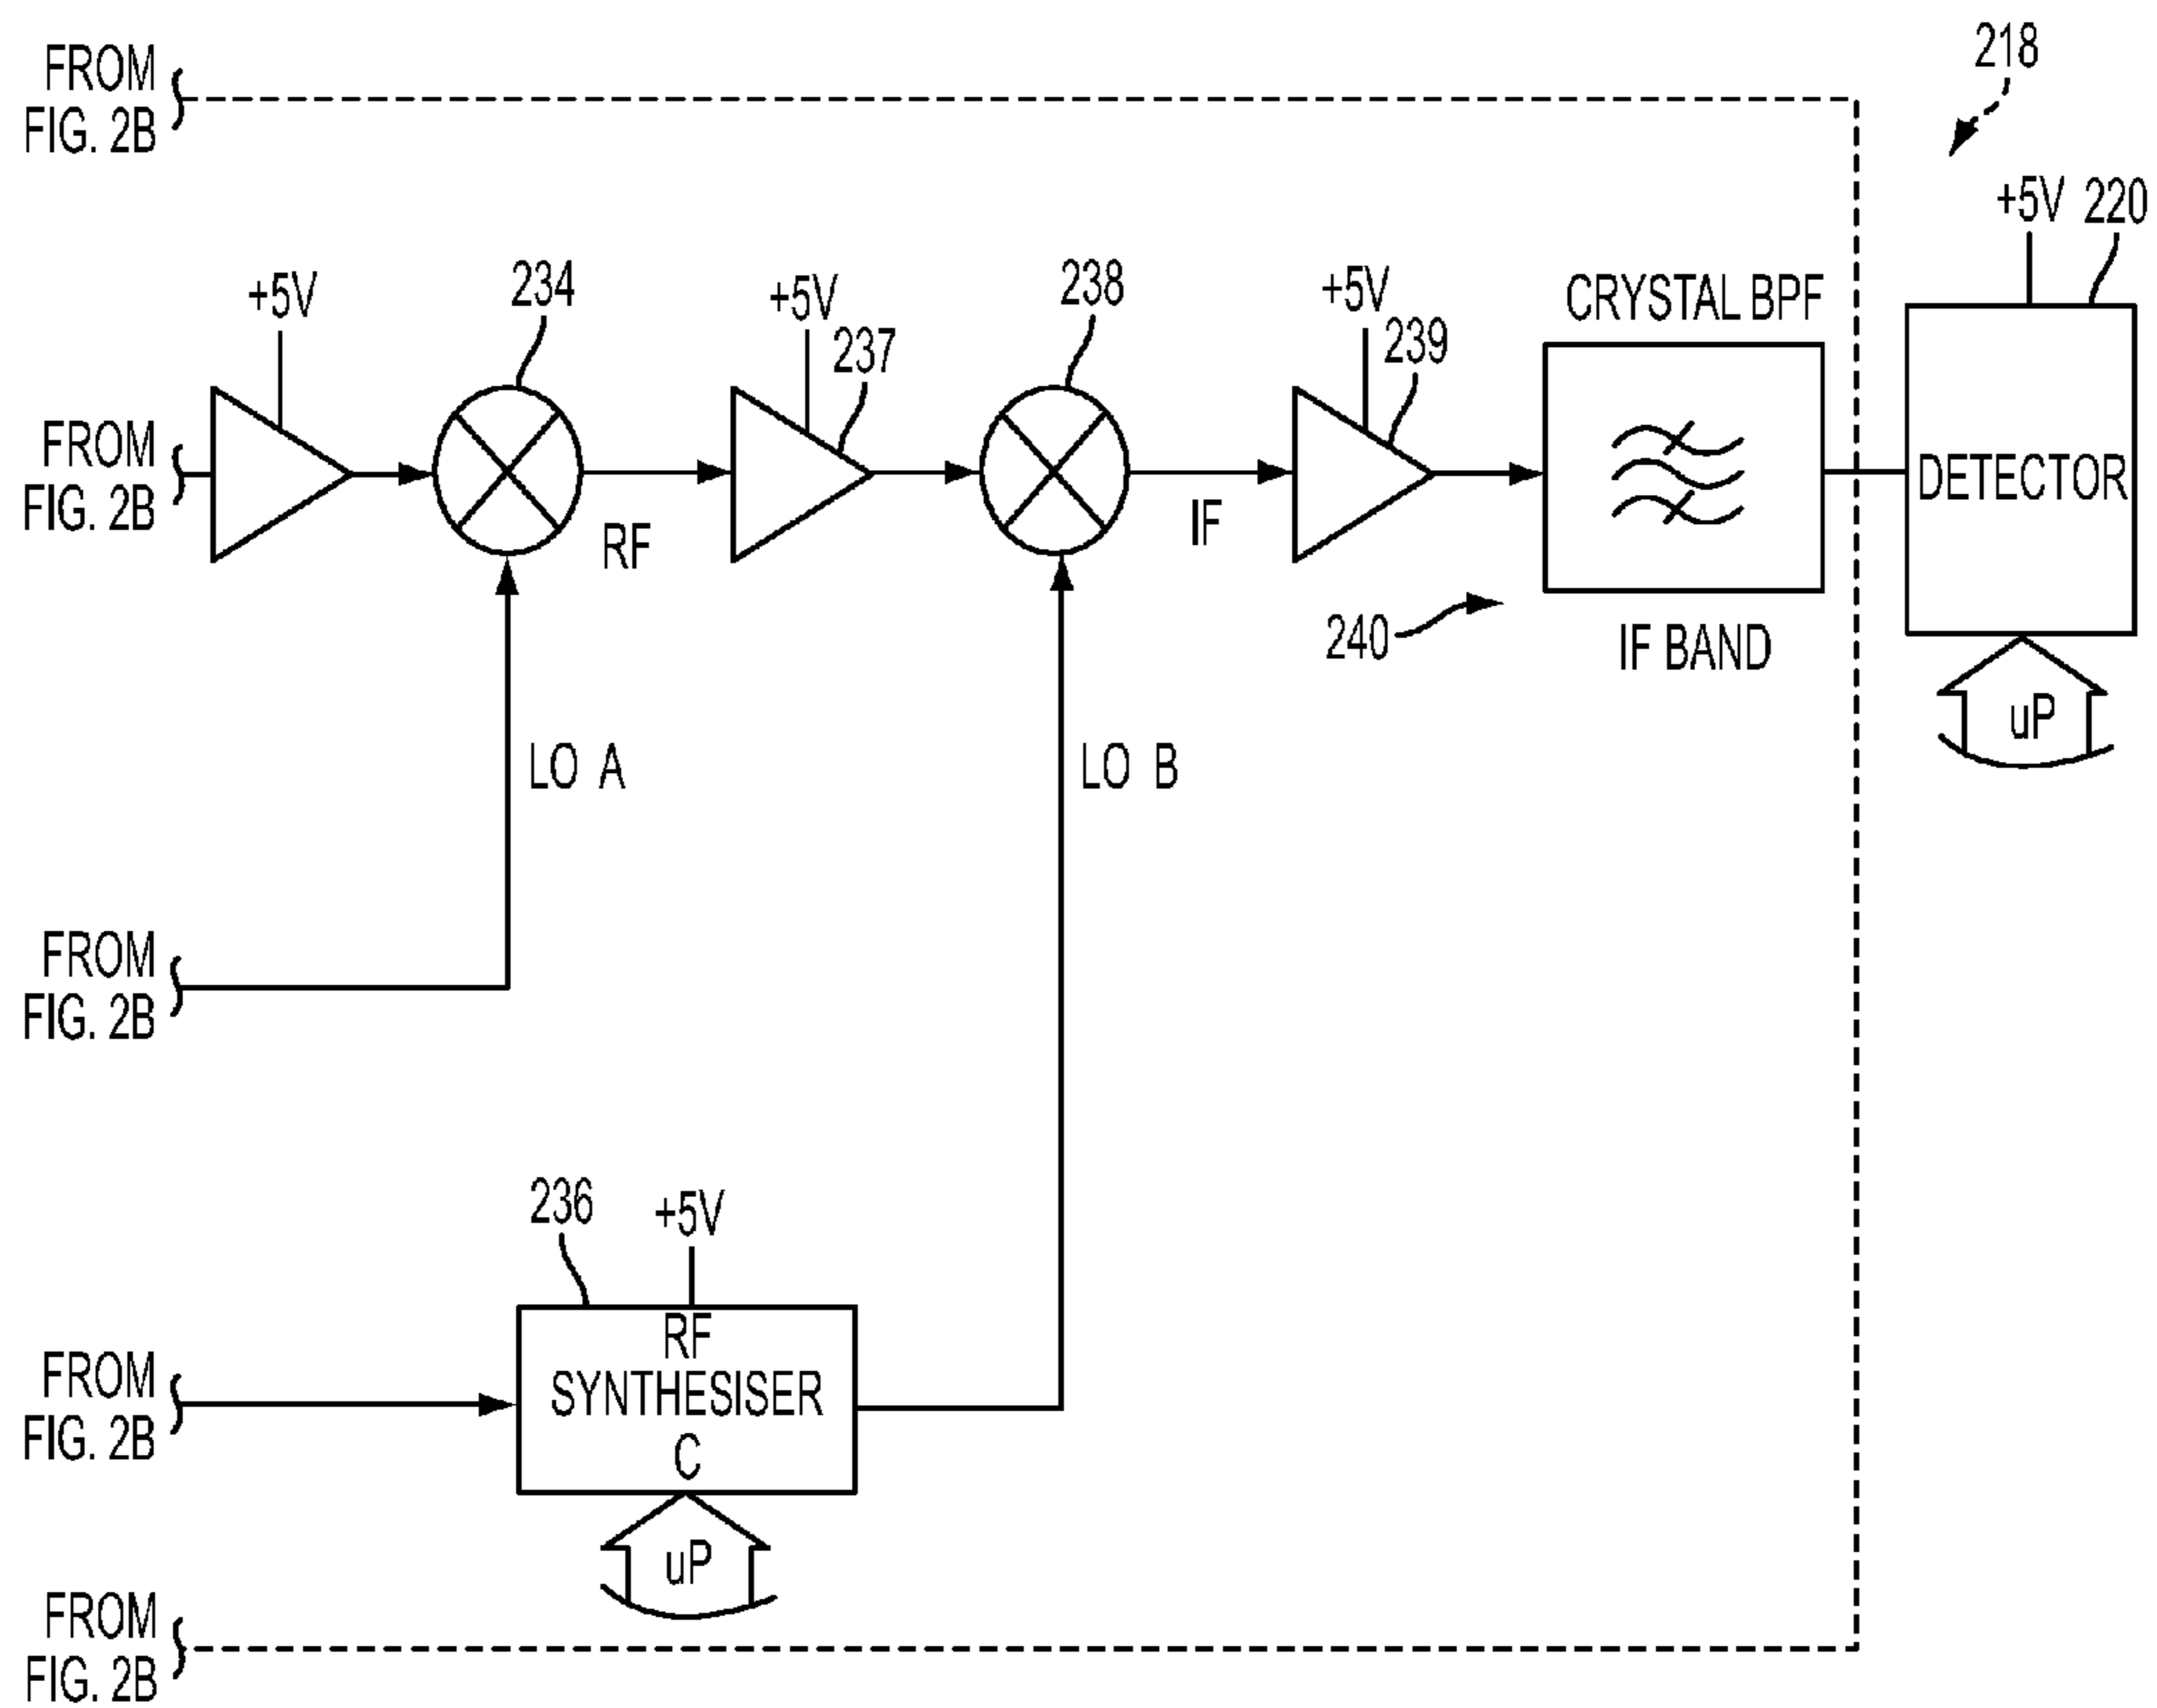 FROM
FIG. 2B
218
+5V 220
+5V
234
+5V
237
238
+5V
239
CRYSTAL BPF
FROM
FIG. 2B
RF
IF
DETECTOR
240
IF BAND
uP
LO A
LO B
FROM
FIG. 2B
236
+5V
FROM
FIG. 2B
RF
SYNTHESISER
C
uP
FROM
FIG. 2B